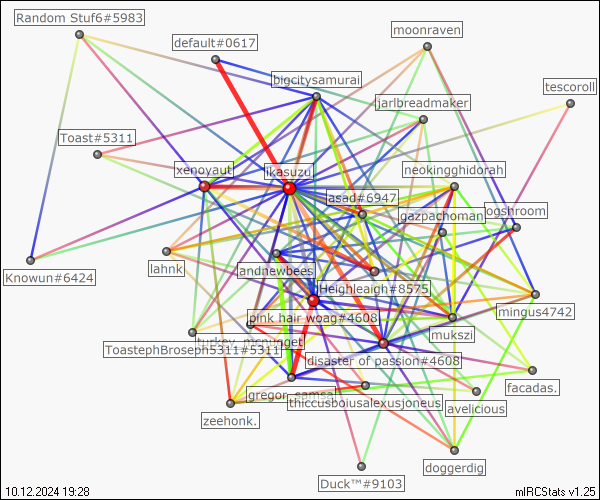 Random Stuf6#5983
moonraven
default#0617
bigcitysamurai
tescoroll
jarlbreadmaker
Toast#5311
xenoyaut
ikasuzu
neokingghidorah
asad#6947
gazpachoman
ogshroom
lahnk
andnewbees
Knowun#6424
Heighleaigh#8575
mingus4742
pink hair woag#4608
mukszi
turkey_mcnugget
ToastephBroseph5311#5311
disaster of passion#4608
gregor_samsa
facadas.
thiccusboiusalexusjoneus
avelicious
zeehonk.
doggerdig
Duck™#9103
10.12.2024 19:28
mIRCStats v1.25